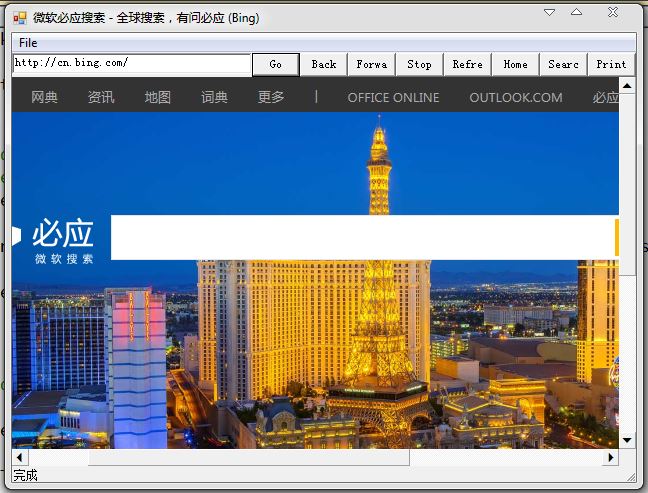 微软必应搜索 - 全球搜索，有问必应 (Bing)
File
http://cn.bing.com/ Go Back Forwa Stop Refre Home Searc Print
网典 资讯 地图 词典 更多 | OFFICE ONLINE OUTLOOK.COM 必应
必应
微软搜索
完成